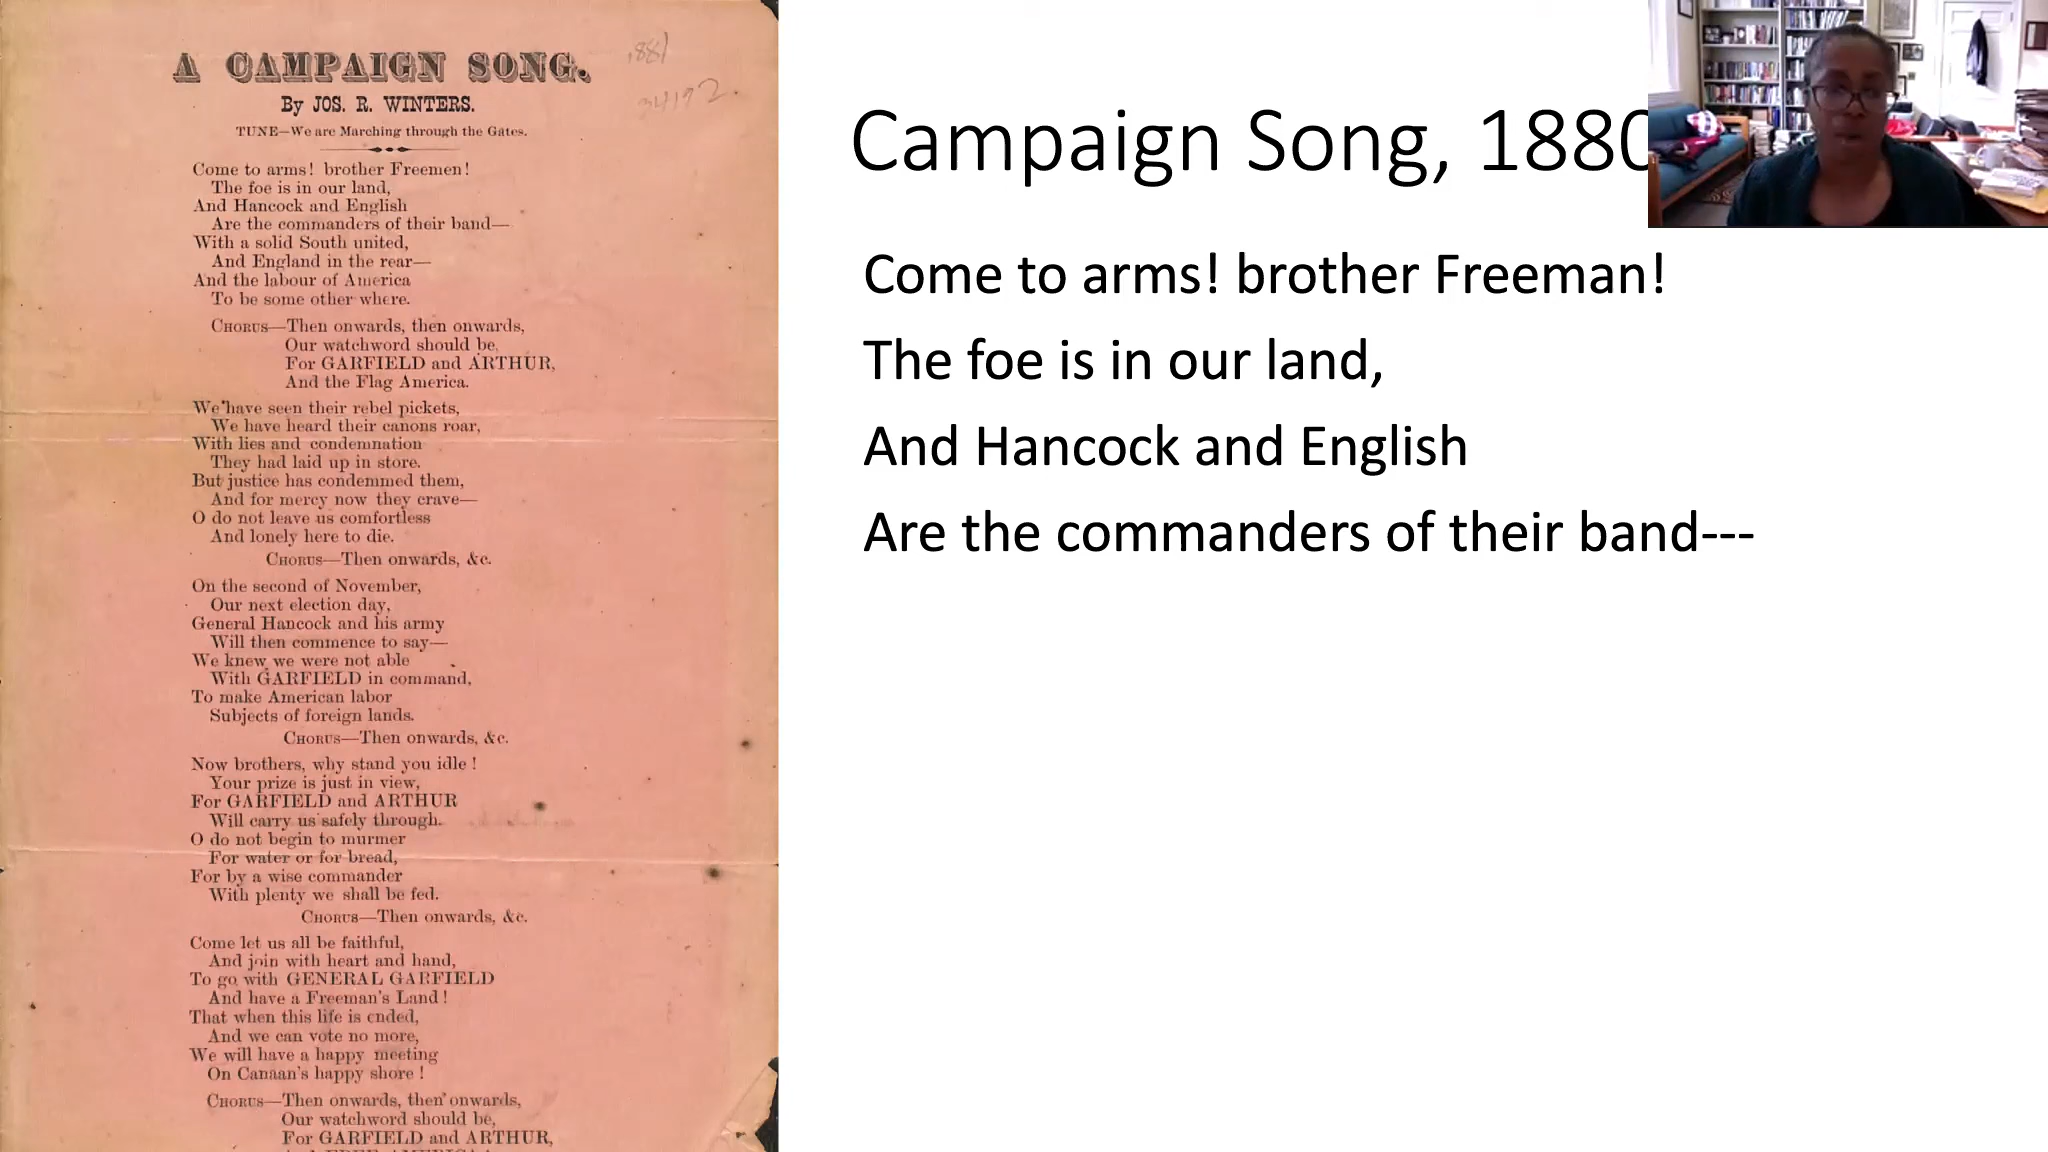 A CAMPAIGN SONG.
By JOS. R. WINTERS.
TUNE—We are Marching through the Gates.
1881
34192.
Come to arms! brother Freemen!
The foe is in our land,
And Hancock and English
Are the commanders of their band—
With a solid South united,
And England in the rear—
And the labour of America
To be some other where.
CHORUS—Then onwards, then onwards,
Our watchword should be,
For GARFIELD and ARTHUR,
And the Flag America.
We have seen their rebel pickets,
We have heard their canons roar,
With lies and condemnation
They had laid up in store.
But justice has condemmed them,
And for mercy now they crave—
O do not leave us comfortless
And lonely here to die.
CHORUS—Then onwards, &c.
On the second of November,
Our next election day,
General Hancock and his army
Will then commence to say—
We knew we were not able
With GARFIELD in command,
To make American labor
Subjects of foreign lands.
CHORUS—Then onwards, &c.
Now brothers, why stand you idle!
Your prize is just in view,
For GARFIELD and ARTHUR
Will carry us safely through.
O do not begin to murmer
For water or for bread,
For by a wise commander
With plenty we shall be fed.
CHORUS—Then onwards, &c.
Come let us all be faithful,
And join with heart and hand,
To go with GENERAL GARFIELD
And have a Freeman's Land!
That when this life is ended,
And we can vote no more,
We will have a happy meeting
On Canaan's happy shore!
CHORUS—Then onwards, then onwards,
Our watchword should be,
For GARFIELD and ARTHUR,
Campaign Song, 1880
Come to arms! brother Freeman!
The foe is in our land,
And Hancock and English
Are the commanders of their band---